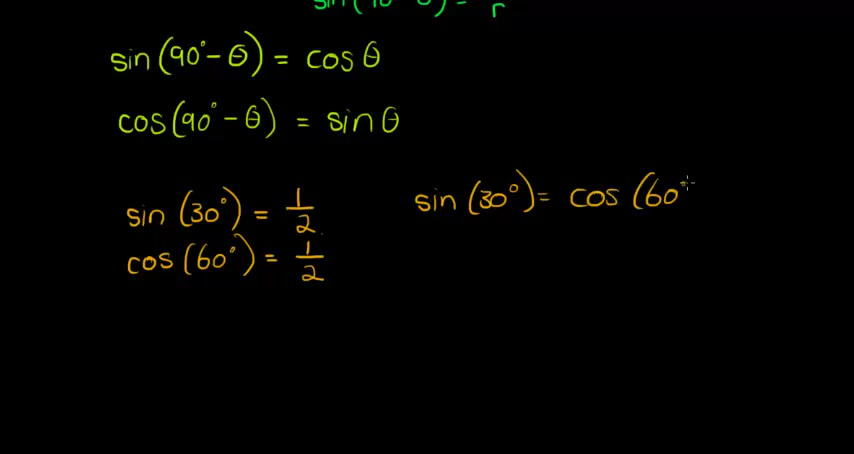 r
sin(90° - θ) = cos θ
cos(90° - θ) = sin θ
sin (30°) = 1/2
cos (60°) = 1/2
sin (30°) = cos (60